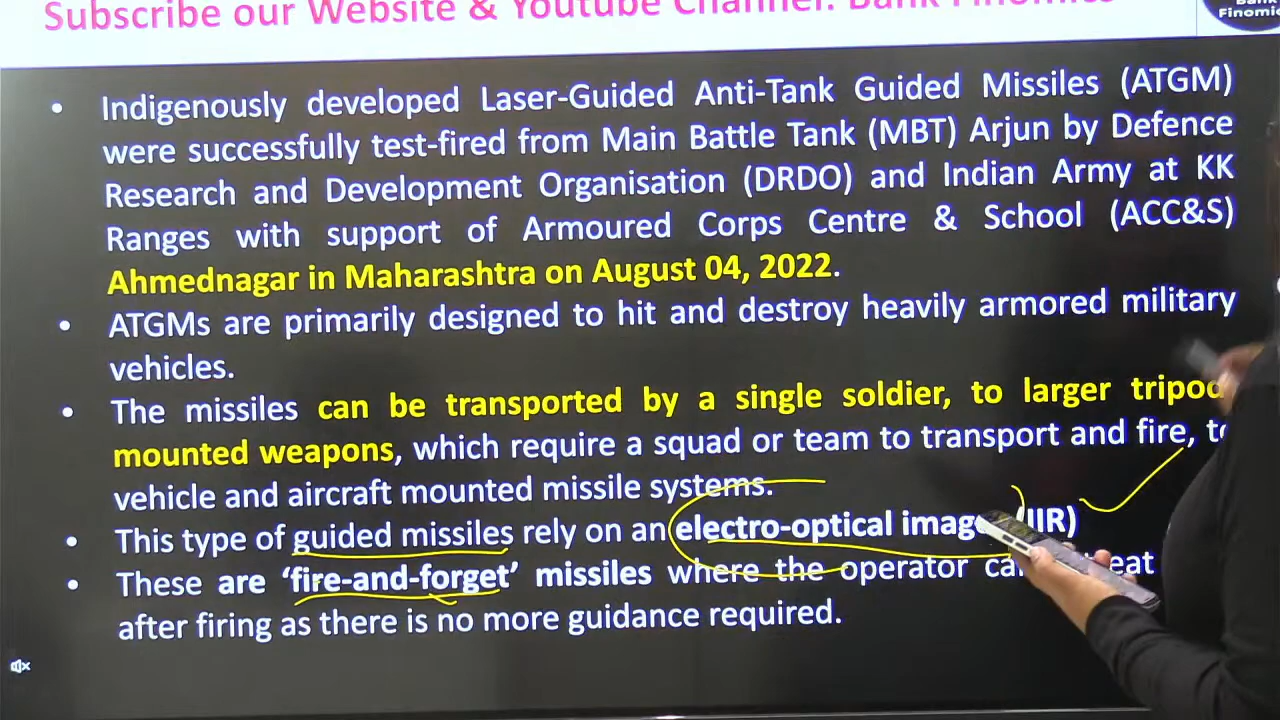 Subscribe our Website & Youtube Channel: Bank Finomics
Bank
Finomic
• Indigenously developed Laser-Guided Anti-Tank Guided Missiles (ATGM)
were successfully test-fired from Main Battle Tank (MBT) Arjun by Defence
Research and Development Organisation (DRDO) and Indian Army at KK
Ranges with support of Armoured Corps Centre & School (ACC&S)
Ahmednagar in Maharashtra on August 04, 2022.
• ATGMs are primarily designed to hit and destroy heavily armored military
vehicles.
• The missiles can be transported by a single soldier, to larger tripod
mounted weapons, which require a squad or team to transport and fire, to
vehicle and aircraft mounted missile systems.
• This type of guided missiles rely on an electro-optical IIR)
• These are ‘fire-and-forget’ missiles where the operator
after firing as there is no more guidance required.